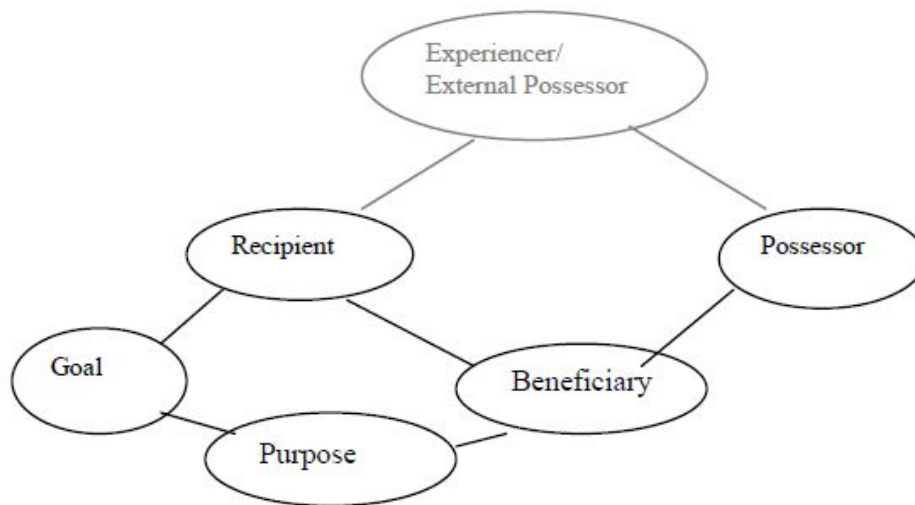 Experiencer/
External Possessor
Recipient
Possessor
Goal
Beneficiary
Purpose